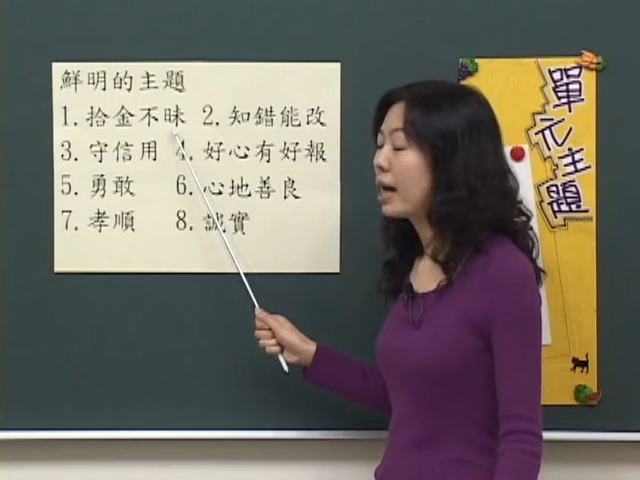 鮮明的主題
1. 拾金不昧 2. 知錯能改
3. 守信用 4. 好心有好報
5. 勇敢 6. 心地善良
7. 孝順 8. 誠實
單元主題